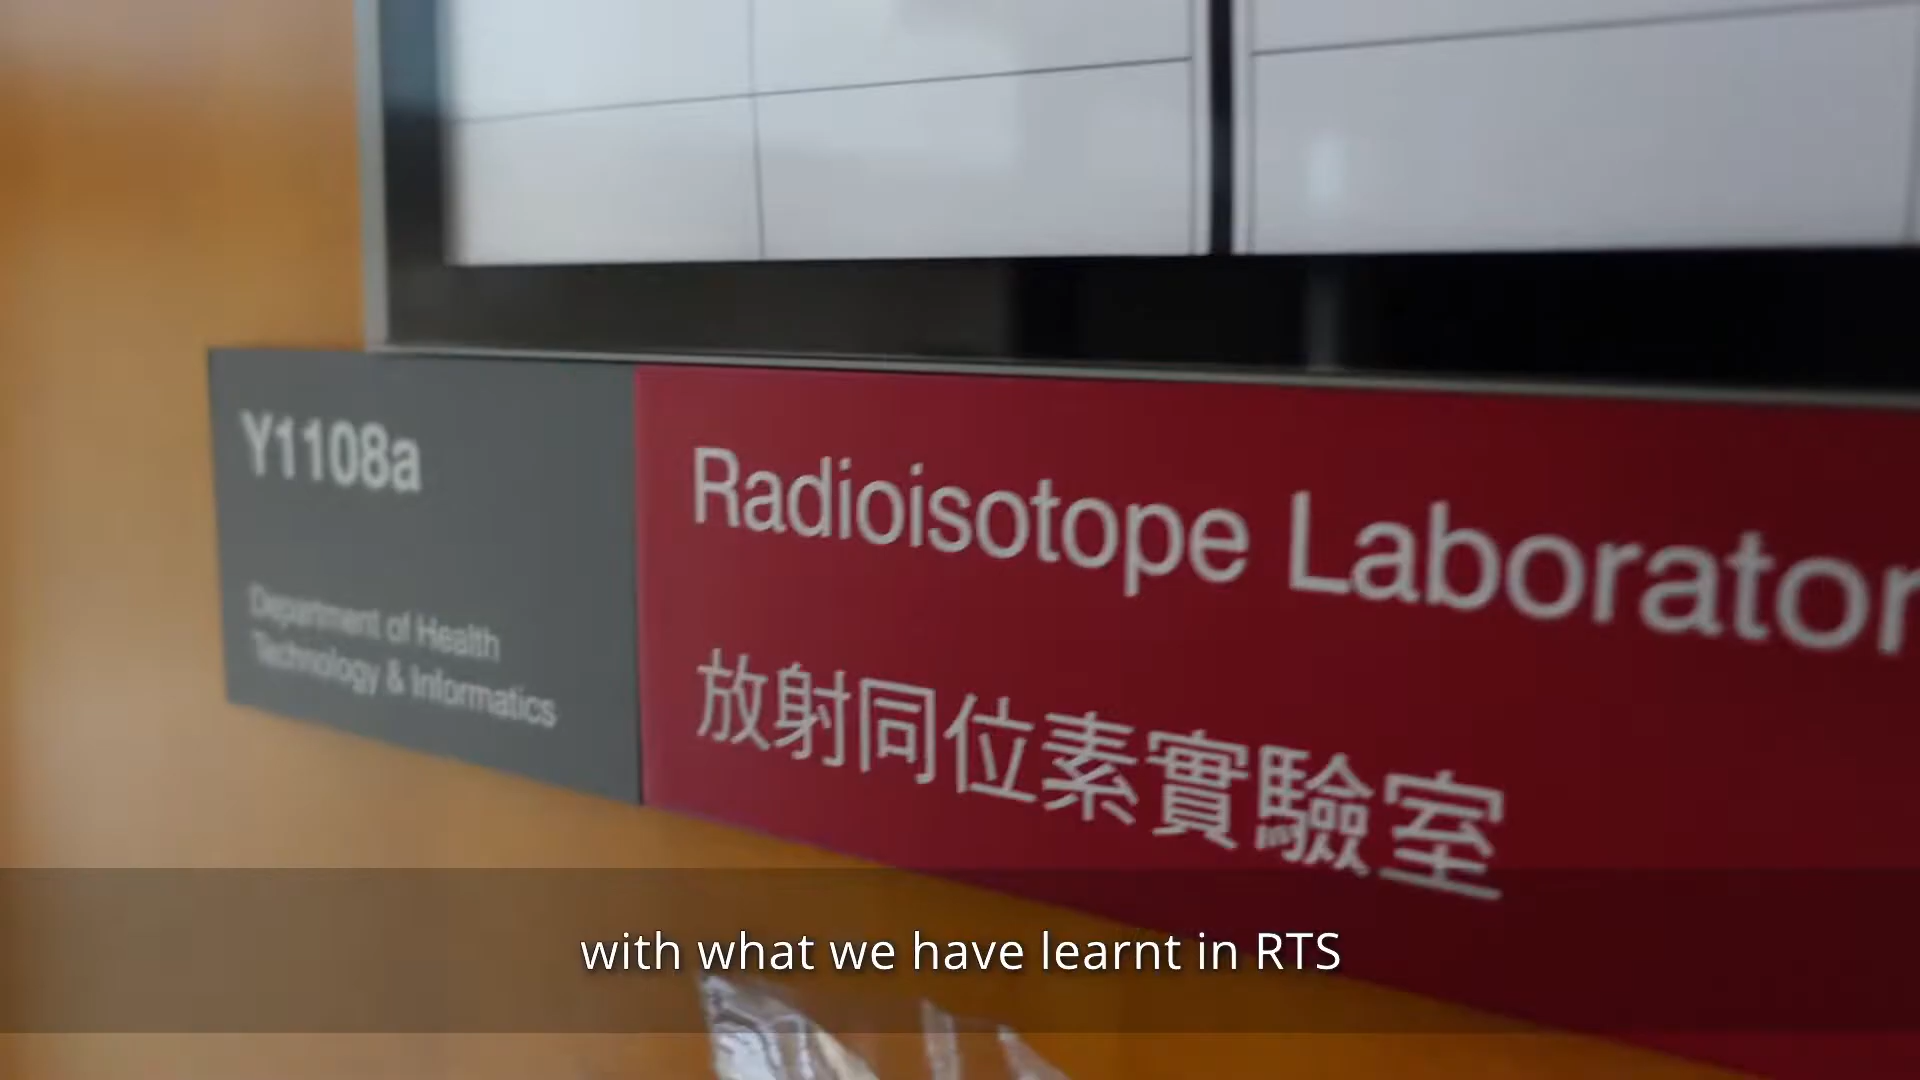 Y1108a
Department of Health
Technology & Informatics
Radioisotope Laborator
放射同位素實驗室
with what we have learnt in RTS